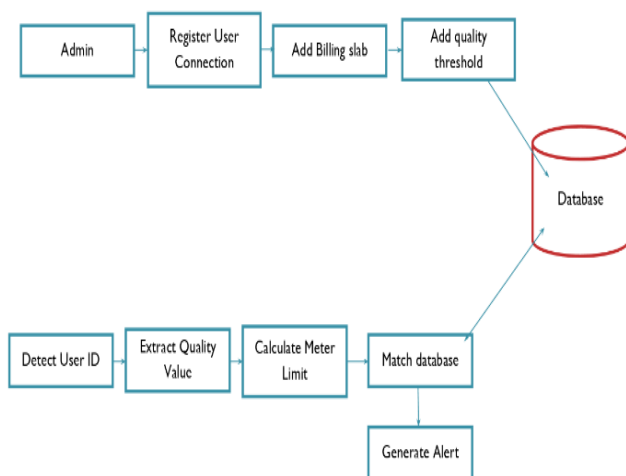 Admin
Register User
Connection
Add Billing slab
Add quality
threshold
Database
Detect User ID
Extract Quality
Value
Calculate Meter
Limit
Match database
Generate Alert